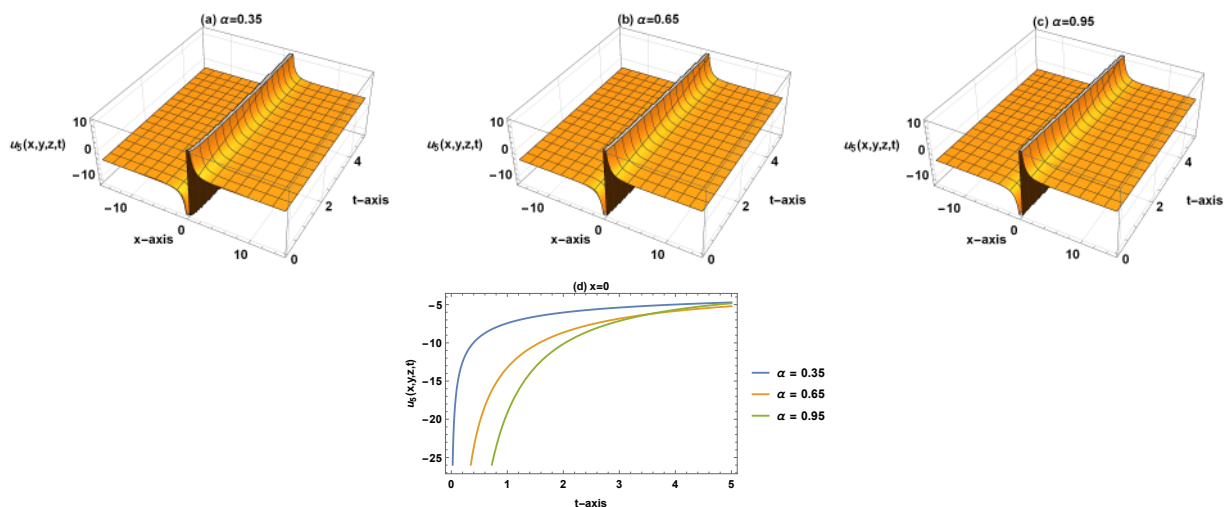 (a) α=0.35
10
0
−10
u₅(x,y,z,t)
−10
0
10
x−axis
0
2
4
t−axis
(b) α=0.65
10
0
−10
u₅(x,y,z,t)
−10
0
10
x−axis
0
2
4
t−axis
(c) α=0.95
10
0
−10
u₅(x,y,z,t)
−10
0
10
x−axis
0
2
4
t−axis
(d) x=0
−5
−10
−15
−20
−25
u₅(x,y,z,t)
0 1 2 3 4 5
t−axis
α = 0.35
α = 0.65
α = 0.95